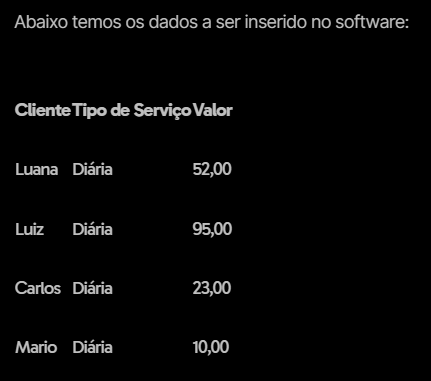 Abaixo temos os dados a ser inserido no software:
Cliente Tipo de Serviço Valor
Luana Diária 52,00
Luiz Diária 95,00
Carlos Diária 23,00
Mario Diária 10,00